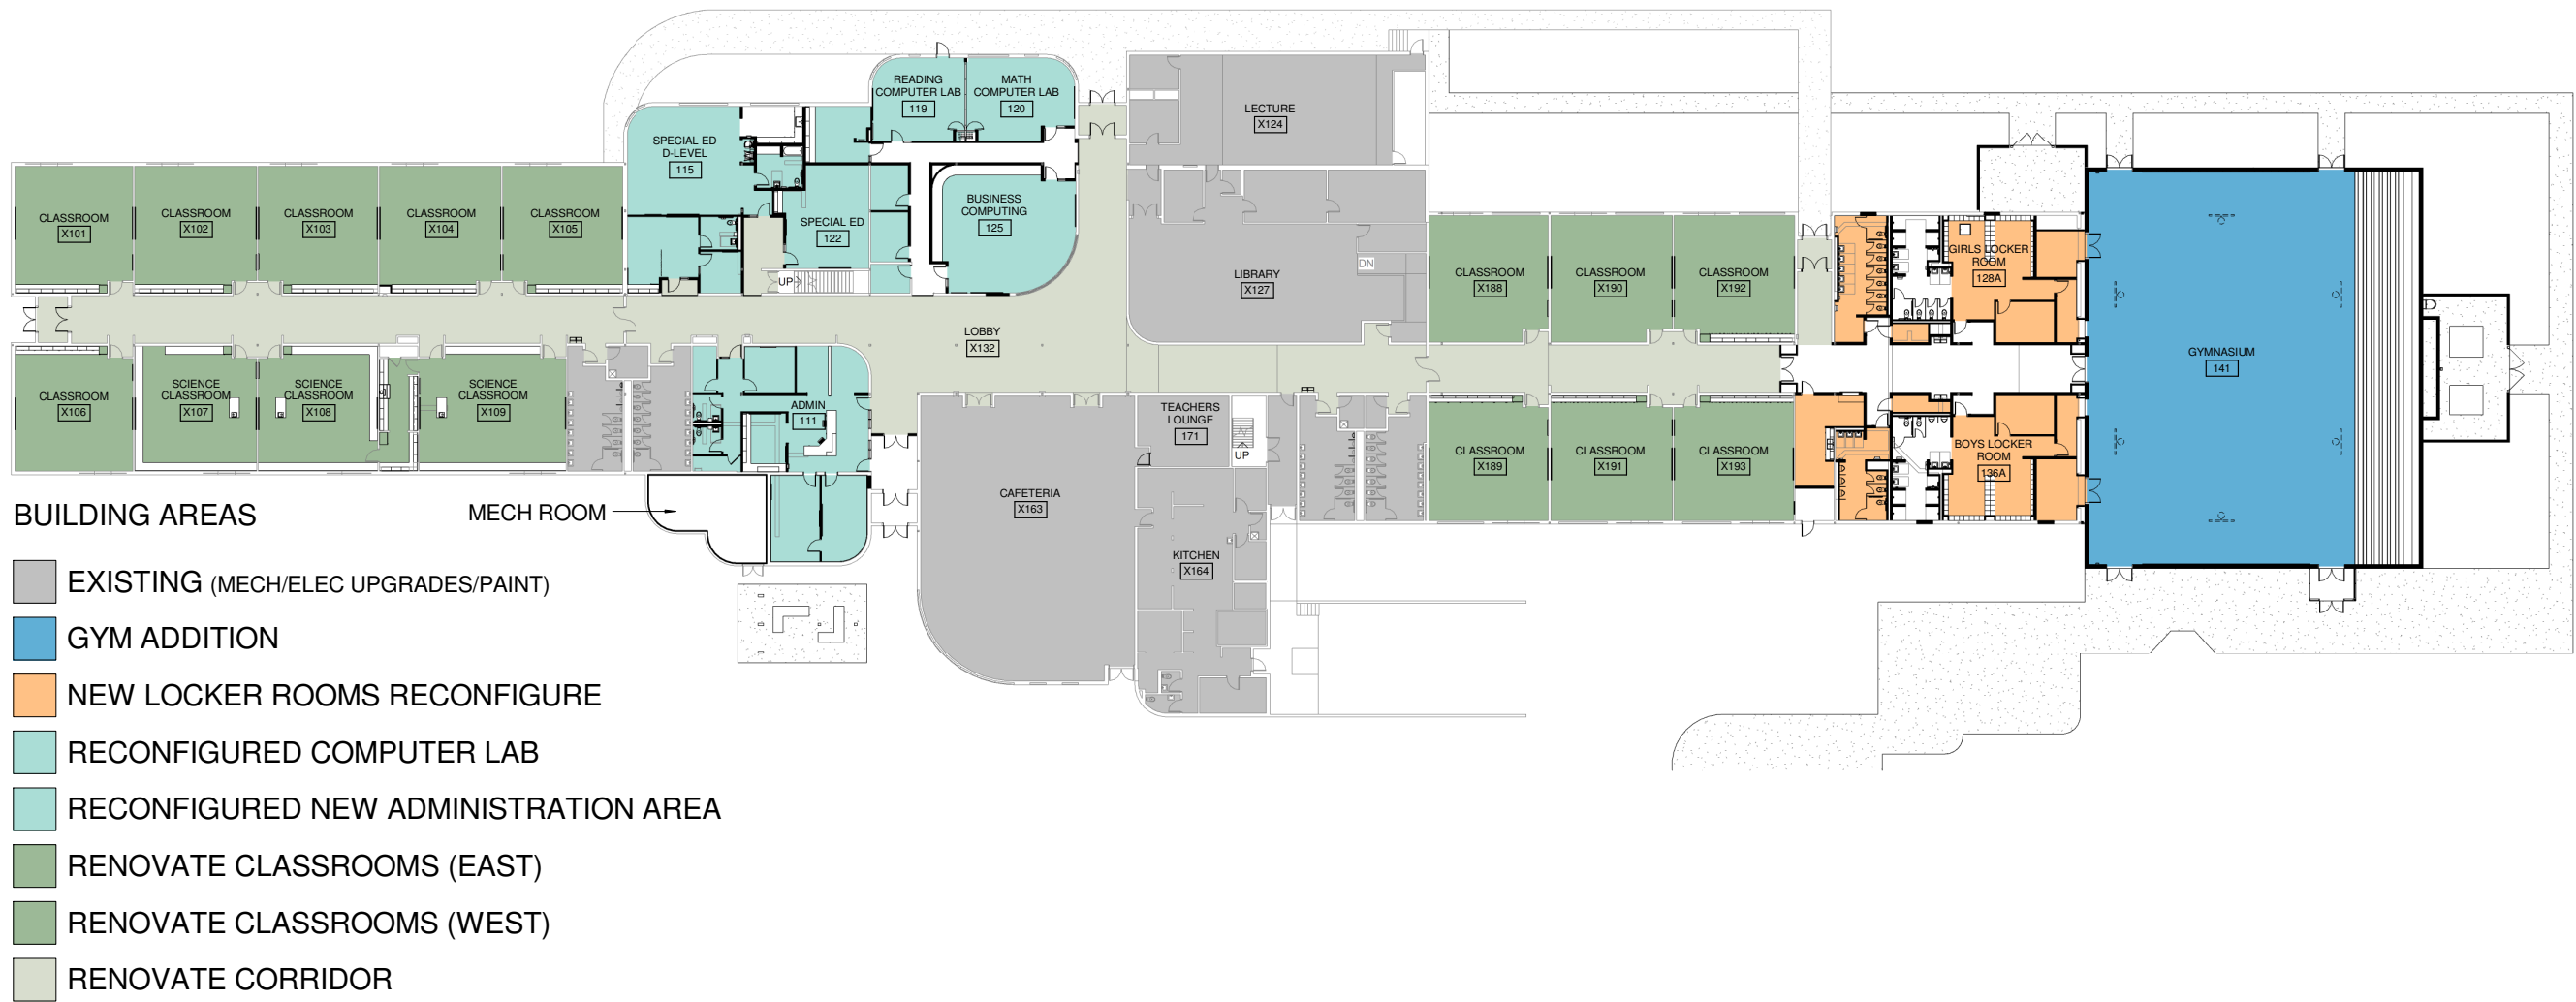 READING
COMPUTER LAB
119
MATH
COMPUTER LAB
120
LECTURE
X124
SPECIAL ED
D-LEVEL
115
CLASSROOM
X101
CLASSROOM
X102
CLASSROOM
X103
CLASSROOM
X104
CLASSROOM
X105
SPECIAL ED
122
BUSINESS
COMPUTING
125
UP
LIBRARY
X127
DN
CLASSROOM
X188
CLASSROOM
X190
CLASSROOM
X192
GIRLS LOCKER
ROOM
128A
LOBBY
X132
GYMNASIUM
141
CLASSROOM
X106
SCIENCE
CLASSROOM
X107
SCIENCE
CLASSROOM
X108
SCIENCE
CLASSROOM
X109
ADMIN
111
TEACHERS
LOUNGE
171
UP
CLASSROOM
X189
CLASSROOM
X191
CLASSROOM
X193
BOYS LOCKER
ROOM
136A
CAFETERIA
X163
KITCHEN
X164
MECH ROOM
BUILDING AREAS
EXISTING (MECH/ELEC UPGRADES/PAINT)
GYM ADDITION
NEW LOCKER ROOMS RECONFIGURE
RECONFIGURED COMPUTER LAB
RECONFIGURED NEW ADMINISTRATION AREA
RENOVATE CLASSROOMS (EAST)
RENOVATE CLASSROOMS (WEST)
RENOVATE CORRIDOR